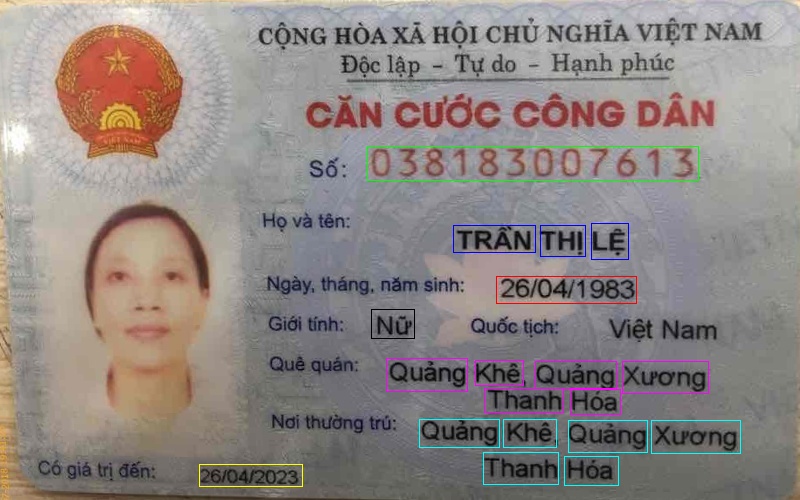 CỘNG HÒA XÃ HỘI CHỦ NGHĨA VIỆT NAM
Độc lập - Tự do - Hạnh phúc
CĂN CƯỚC CÔNG DÂN
Số: 038183007613
Họ và tên:
TRẦN THỊ LỆ
Ngày, tháng, năm sinh: 26/04/1983
Giới tính: Nữ Quốc tịch: Việt Nam
Quê quán: Quảng Khê, Quảng Xương
Thanh Hóa
Nơi thường trú: Quảng Khê, Quảng Xương
Thanh Hóa
Có giá trị đến: 26/04/2023